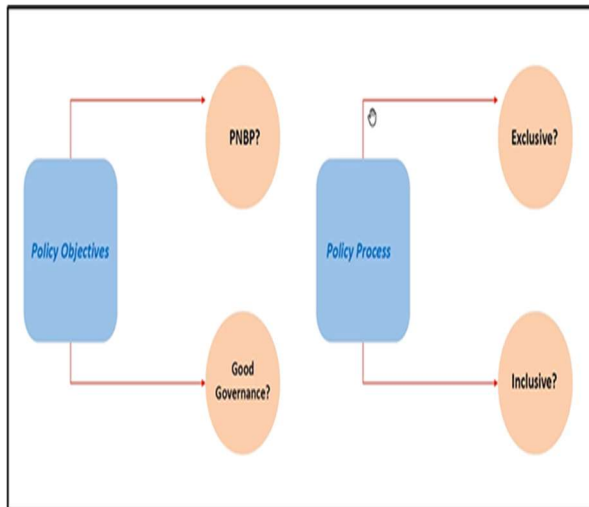 PNBP?
Exclusive?
Policy Objectives
Policy Process
Good
Governance?
Inclusive?